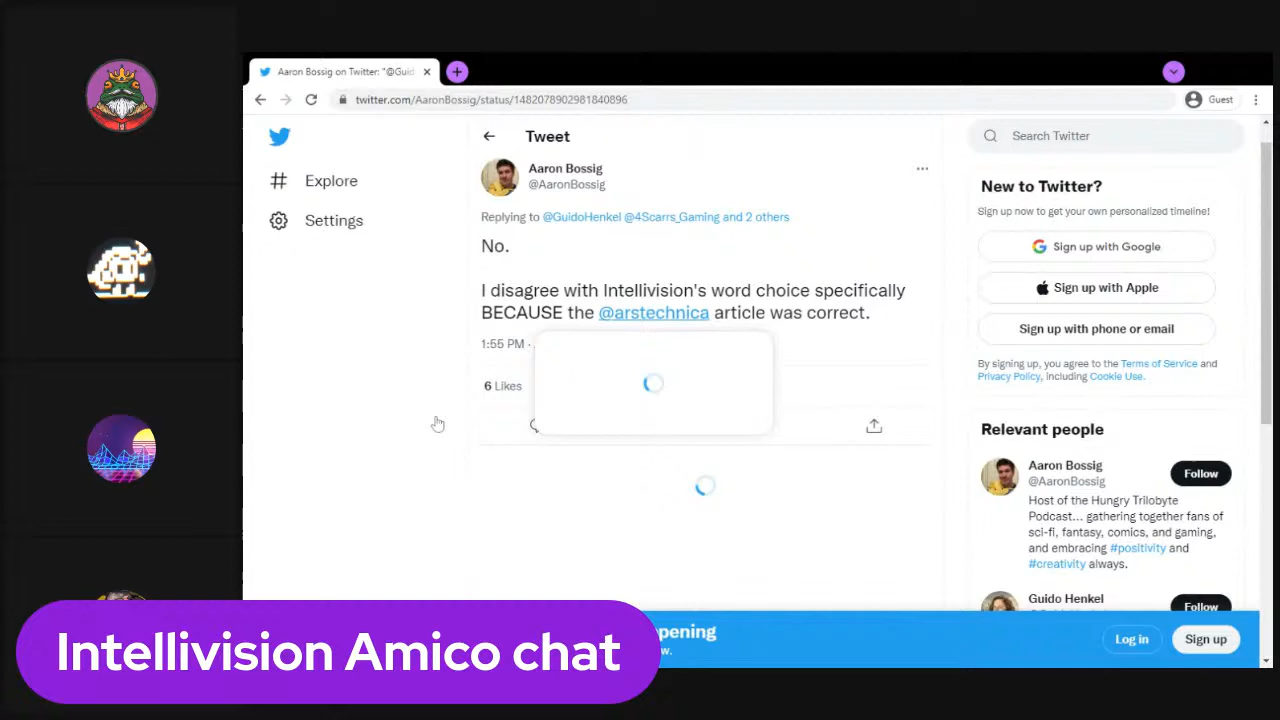 Aaron Bossig on Twitter: "@Guid
twitter.com/AaronBossig/status/1482078902981840896
Guest
Explore
Settings
Tweet
Aaron Bossig
@AaronBossig
Replying to @GuidoHenkel @4Scarrs_Gaming and 2 others
No.
I disagree with Intellivision's word choice specifically
BECAUSE the @arstechnica article was correct.
1:55 PM ·
6 Likes
Search Twitter
New to Twitter?
Sign up now to get your own personalized timeline!
Sign up with Google
Sign up with Apple
Sign up with phone or email
By signing up, you agree to the Terms of Service and
Privacy Policy, including Cookie Use.
Relevant people
Aaron Bossig
@AaronBossig
Follow
Host of the Hungry Trilobyte
Podcast... gathering together fans of
sci-fi, fantasy, comics, and gaming,
and embracing #positivity and
#creativity always.
Guido Henkel
Follow
pening
w.
Log in
Sign up
Intellivision Amico chat